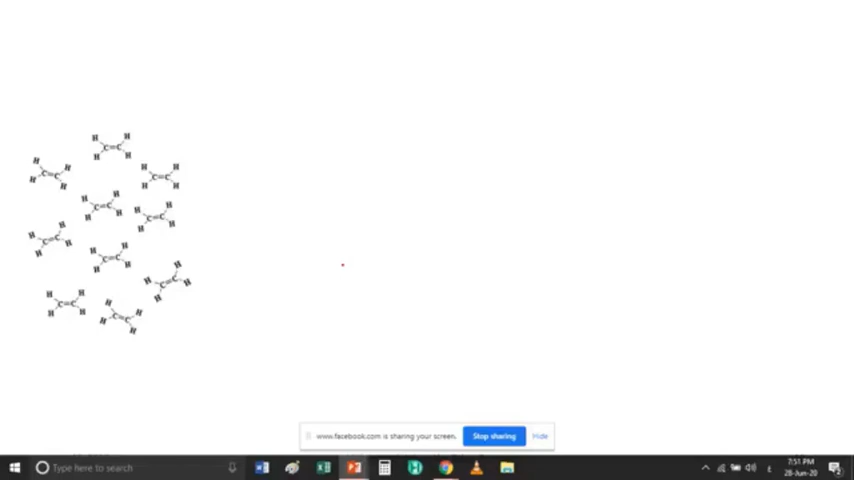 H H
C=C
H H
H H
C=C
H H
H H
C=C
H H
H H
C=C
H H
H H
C=C
H H
H H
C=C
H H
H H
C=C
H H
H H
C=C
H H
H H
C=C
H H
H H
C=C
H H
www.facebook.com is sharing your screen.
Stop sharing
Hide
Type here to search
7:51 PM
28-Jun-20